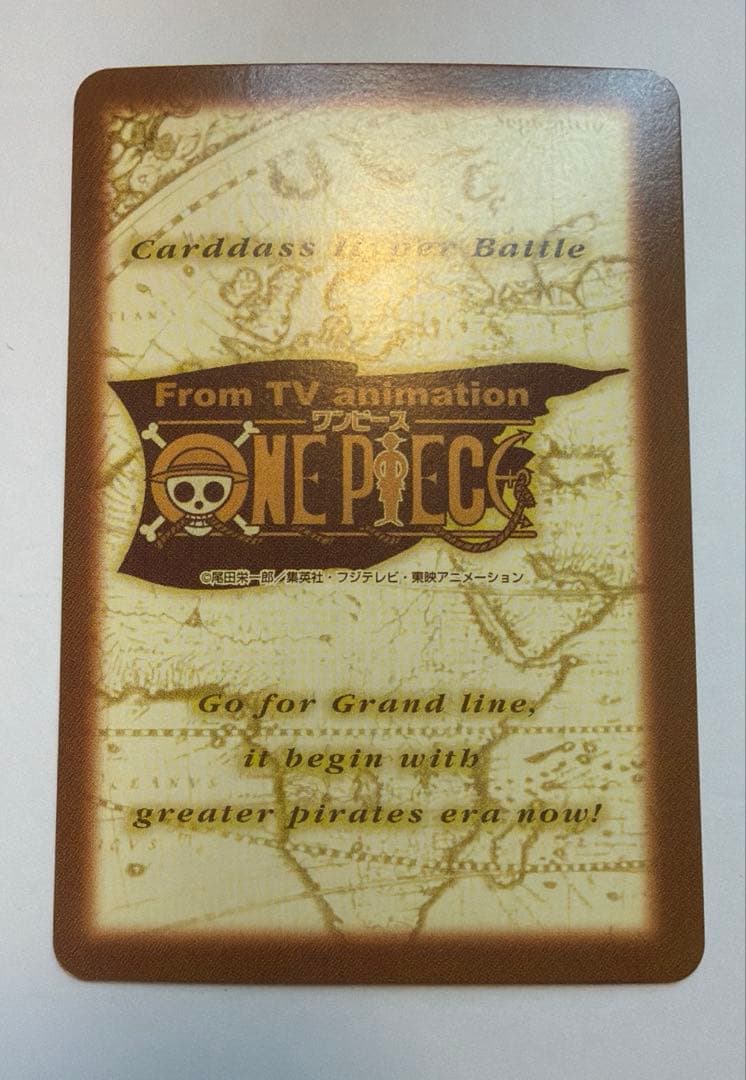 Carddass Hyper Battle
From TV animation
ワンピース
ONE PIECE
©尾田栄一郎／集英社・フジテレビ・東映アニメーション
Go for Grand line,
it begin with
greater pirates era now!